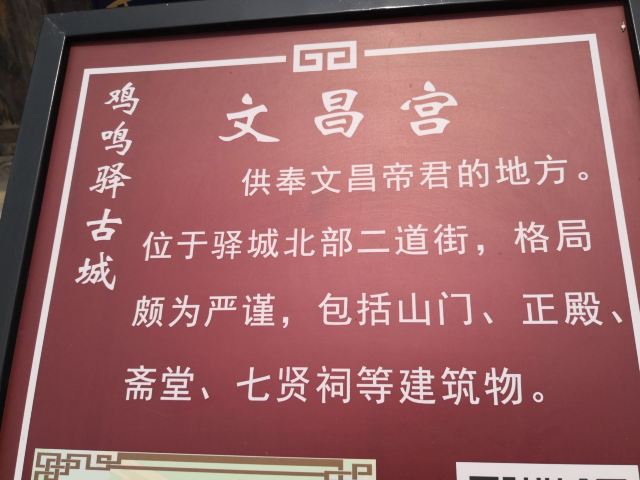 鸡鸣驿古城
文昌宫
供奉文昌帝君的地方。
位于驿城北部二道街，格局
颇为严谨，包括山门、正殿、
斋堂、七贤祠等建筑物。